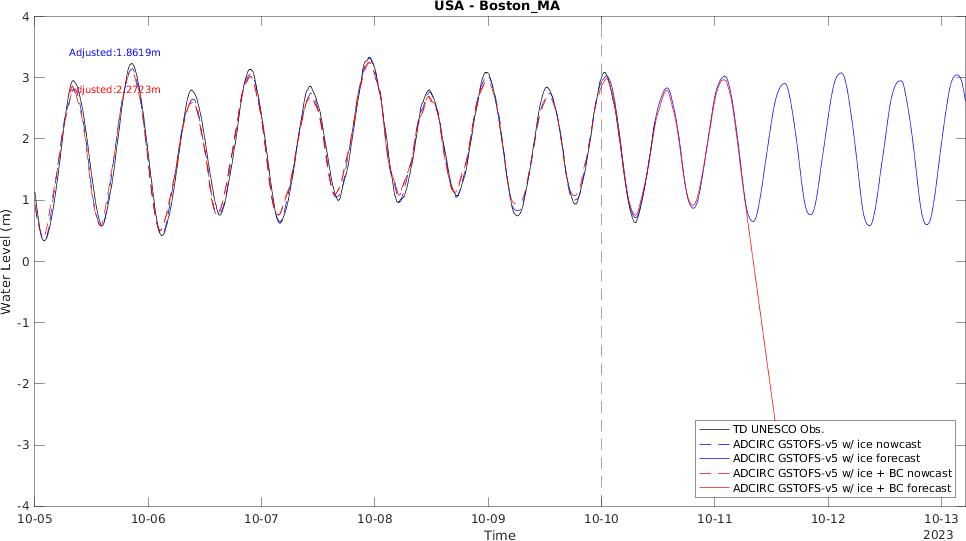 USA - Boston_MA
Adjusted:1.8619m
Adjusted:2.2723m
Water Level (m)
4
3
2
1
0
-1
-2
-3
-4
TD UNESCO Obs.
ADCIRC GSTOFS-v5 w/ ice nowcast
ADCIRC GSTOFS-v5 w/ ice forecast
ADCIRC GSTOFS-v5 w/ ice + BC nowcast
ADCIRC GSTOFS-v5 w/ ice + BC forecast
10-05 10-06 10-07 10-08 10-09 10-10 10-11 10-12 10-13
Time
2023